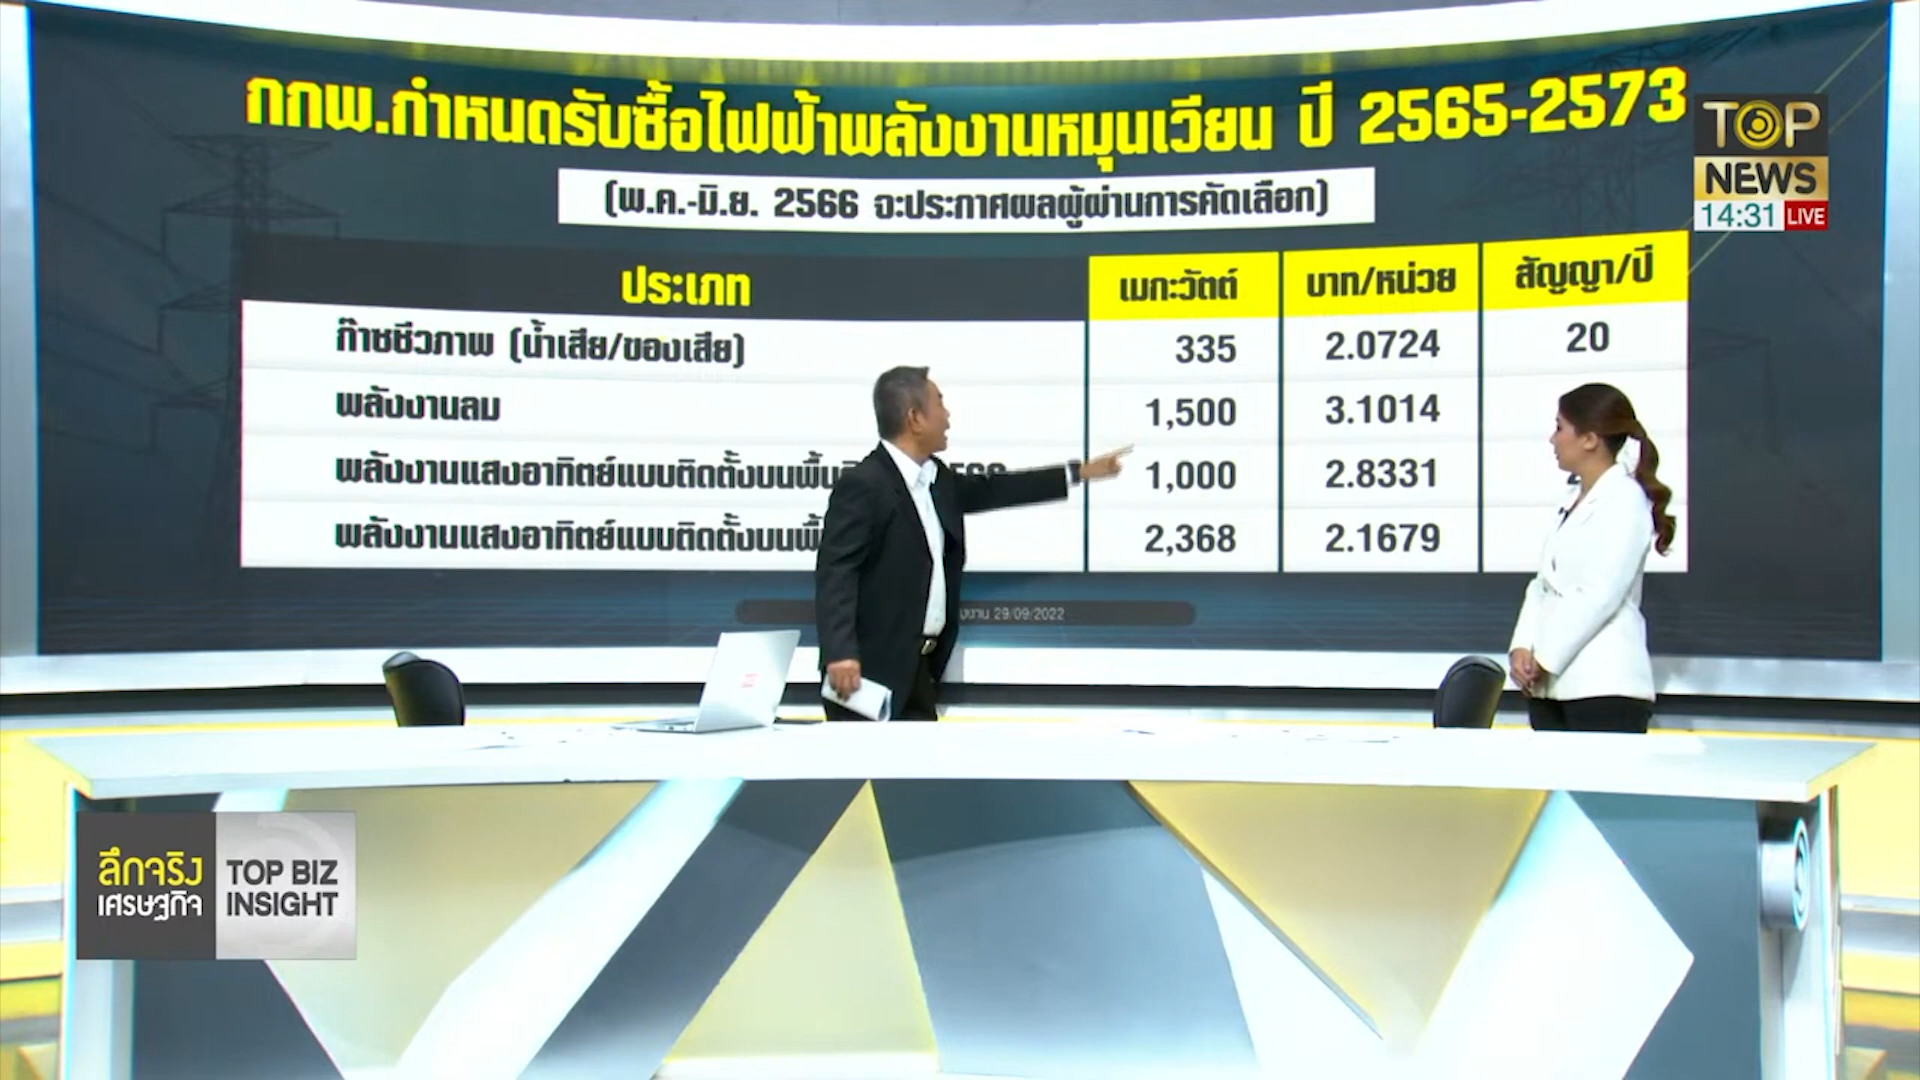 กกพ.กำหนดรับซื้อไฟฟ้าพลังงานหมุนเวียน ปี 2565-2573
(พ.ค.-มิ.ย. 2566 จะประกาศผลผู้ผ่านการคัดเลือก)
TOP
NEWS
14:31 LIVE
ประเภท เมกะวัตต์ บาท/หน่วย สัญญา/ปี
ก๊าซชีวภาพ (น้ำเสีย/ของเสีย) 335 2.0724 20
พลังงานลม 1,500 3.1014
พลังงานแสงอาทิตย์แบบติดตั้งบนพื้น 1,000 2.8331
พลังงานแสงอาทิตย์แบบติดตั้งบนพื้ 2,368 2.1679
29/09/2022
ลึกจริง
เศรษฐกิจ
TOP BIZ
INSIGHT